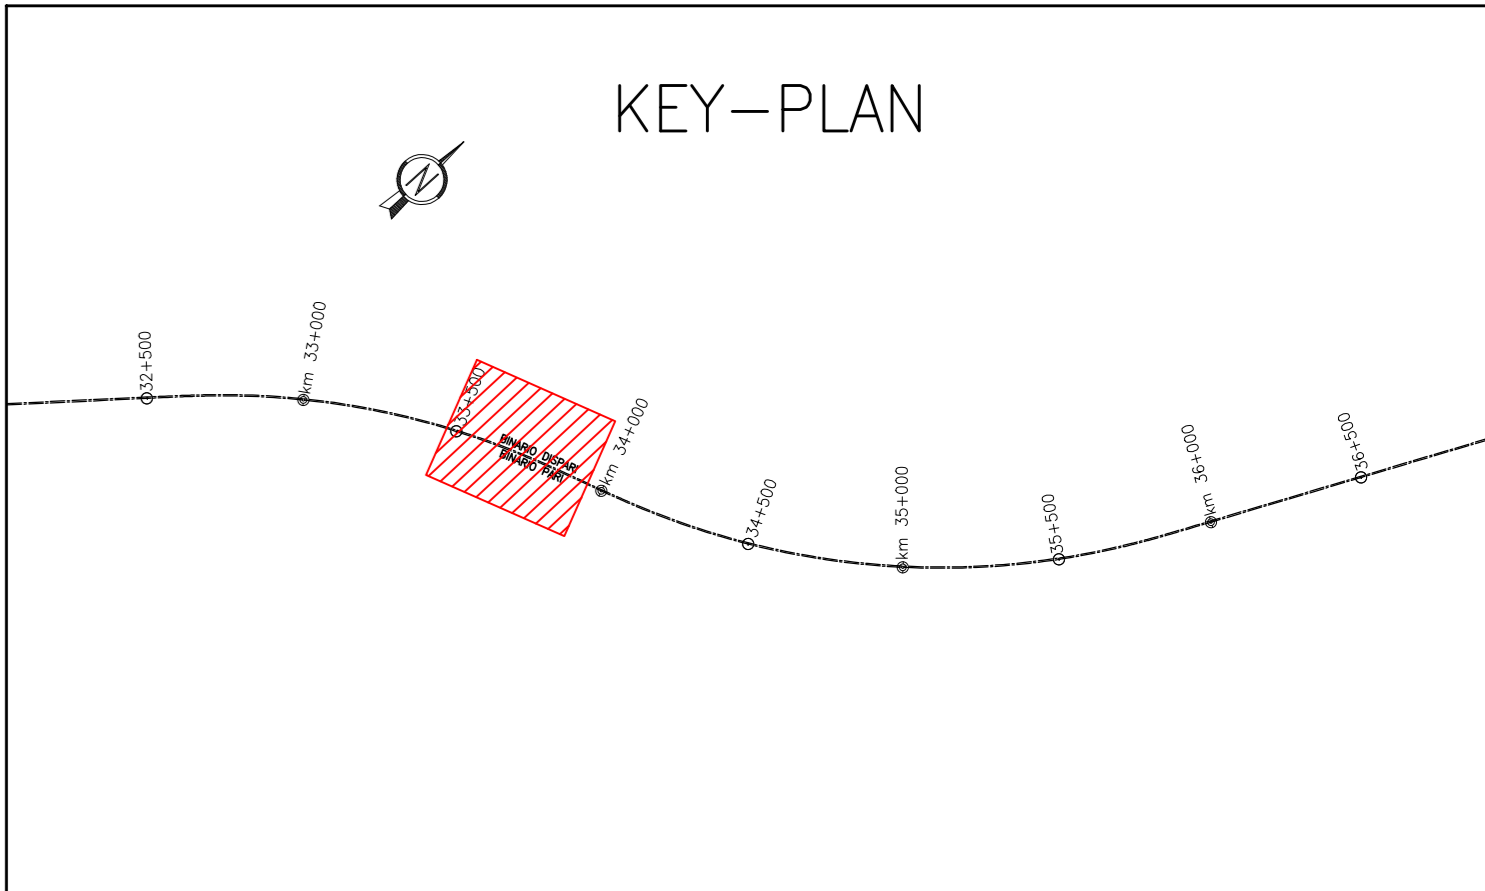 KEY-PLAN
N
32+500
km 33+000
33+500
BINARIO DISPARI
BINARIO PARI
km 34+000
34+500
km 35+000
35+500
km 36+000
36+500